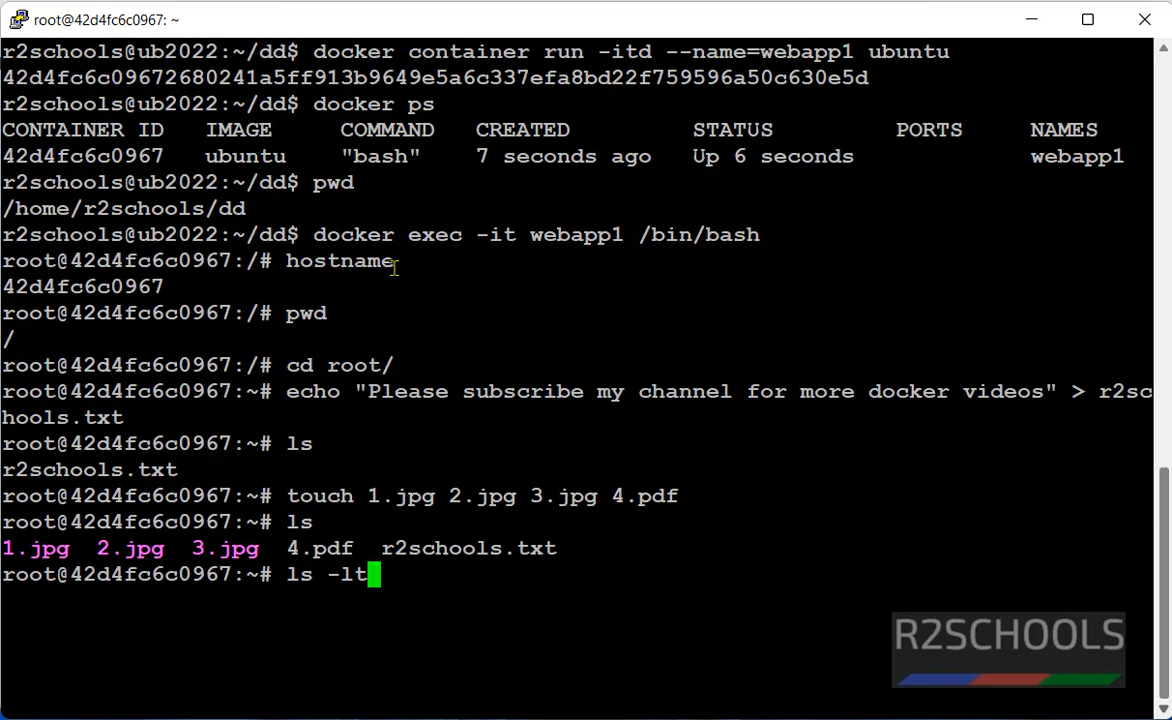 root@42d4fc6c0967: ~
r2schools@ub2022:~/dd$ docker container run -itd --name=webapp1 ubuntu
42d4fc6c09672680241a5ff913b9649e5a6c337efa8bd22f759596a50c630e5d
r2schools@ub2022:~/dd$ docker ps
CONTAINER ID   IMAGE     COMMAND   CREATED         STATUS         PORTS     NAMES
42d4fc6c0967   ubuntu    "bash"    7 seconds ago   Up 6 seconds             webapp1
r2schools@ub2022:~/dd$ pwd
/home/r2schools/dd
r2schools@ub2022:~/dd$ docker exec -it webapp1 /bin/bash
root@42d4fc6c0967:/# hostname
42d4fc6c0967
root@42d4fc6c0967:/# pwd
/
root@42d4fc6c0967:/# cd root/
root@42d4fc6c0967:~# echo "Please subscribe my channel for more docker videos" > r2sc
hools.txt
root@42d4fc6c0967:~# ls
r2schools.txt
root@42d4fc6c0967:~# touch 1.jpg 2.jpg 3.jpg 4.pdf
root@42d4fc6c0967:~# ls
1.jpg  2.jpg  3.jpg  4.pdf  r2schools.txt
root@42d4fc6c0967:~# ls -lt
R2SCHOOLS